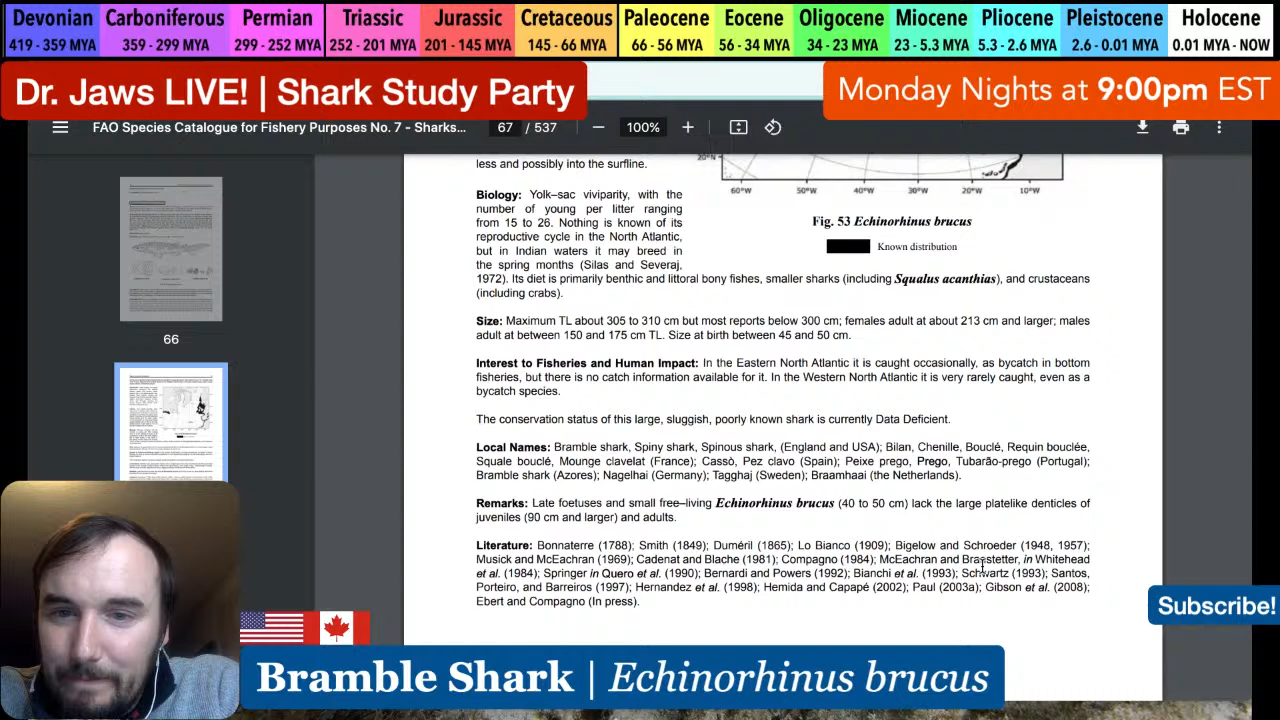 Devonian Carboniferous Permian Triassic Jurassic Cretaceous Paleocene Eocene Oligocene Miocene Pliocene Pleistocene Holocene
419 - 359 MYA 359 - 299 MYA 299 - 252 MYA 252 - 201 MYA 201 - 145 MYA 145 - 66 MYA 66 - 56 MYA 56 - 34 MYA 34 - 23 MYA 23 - 5.3 MYA 5.3 - 2.6 MYA 2.6 - 0.01 MYA 0.01 MYA - NOW
Dr. Jaws LIVE! | Shark Study Party
Monday Nights at 9:00pm EST
FAO Species Catalogue for Fishery Purposes No. 7 - Sharks... 67 / 537 100%
less and possibly into the surfline.
20°N
60°W 50°W 40°W 30°W 20°W 10°W
Fig. 53 Echinorhinus brucus
Known distribution
Biology: Yolk–sac viviparity, with the
number of young per litter ranging
from 15 to 26. Nothing is known of its
reproductive cycle in the North Atlantic,
but in Indian waters it may breed in
the spring months (Silas and Severaj,
1972). Its diet is primarily benthic and littoral bony fishes, smaller sharks (including Squalus acanthias), and crustaceans
(including crabs).
Size: Maximum TL about 305 to 310 cm but most reports below 300 cm; females adult at about 213 cm and larger; males
adult at between 150 and 175 cm TL. Size at birth between 45 and 50 cm.
Interest to Fisheries and Human Impact: In the Eastern North Atlantic it is caught occasionally, as bycatch in bottom
fisheries, but there is no catch information available for it. In the Western North Atlantic it is very rarely caught, even as a
bycatch species.
The conservation status of this large, sluggish, poorly known shark is currently Data Deficient.
Local Names: Bramble shark, Spiny shark, Spinous shark, (England and USA); Bilan, Chenille, Bouclé, Requin bouclée,
Squale bouclé, Mounge clavelat (France); Cassò, Pez clavo (Spain); Peixe prego, Prego, Tubarão-prego (Portugal);
Bramble shark (Azores); Nagelhai (Germany); Tagghaj (Sweden); Braamhaai (the Netherlands).
Remarks: Late foetuses and small free–living Echinorhinus brucus (40 to 50 cm) lack the large platelike denticles of
juveniles (90 cm and larger) and adults.
Literature: Bonnaterre (1788); Smith (1849); Duméril (1865); Lo Bianco (1909); Bigelow and Schroeder (1948, 1957);
Musick and McEachran (1969); Cadenat and Blache (1981); Compagno (1984); McEachran and Branstetter, in Whitehead
et al. (1984); Springer in Quero et al. (1990); Bernardi and Powers (1992); Bianchi et al. (1993); Schwartz (1993); Santos,
Porteiro, and Barreiros (1997); Hernandez et al. (1998); Hemida and Capapé (2002); Paul (2003a); Gibson et al. (2008);
Ebert and Compagno (In press).
66
Subscribe!
Bramble Shark | Echinorhinus brucus